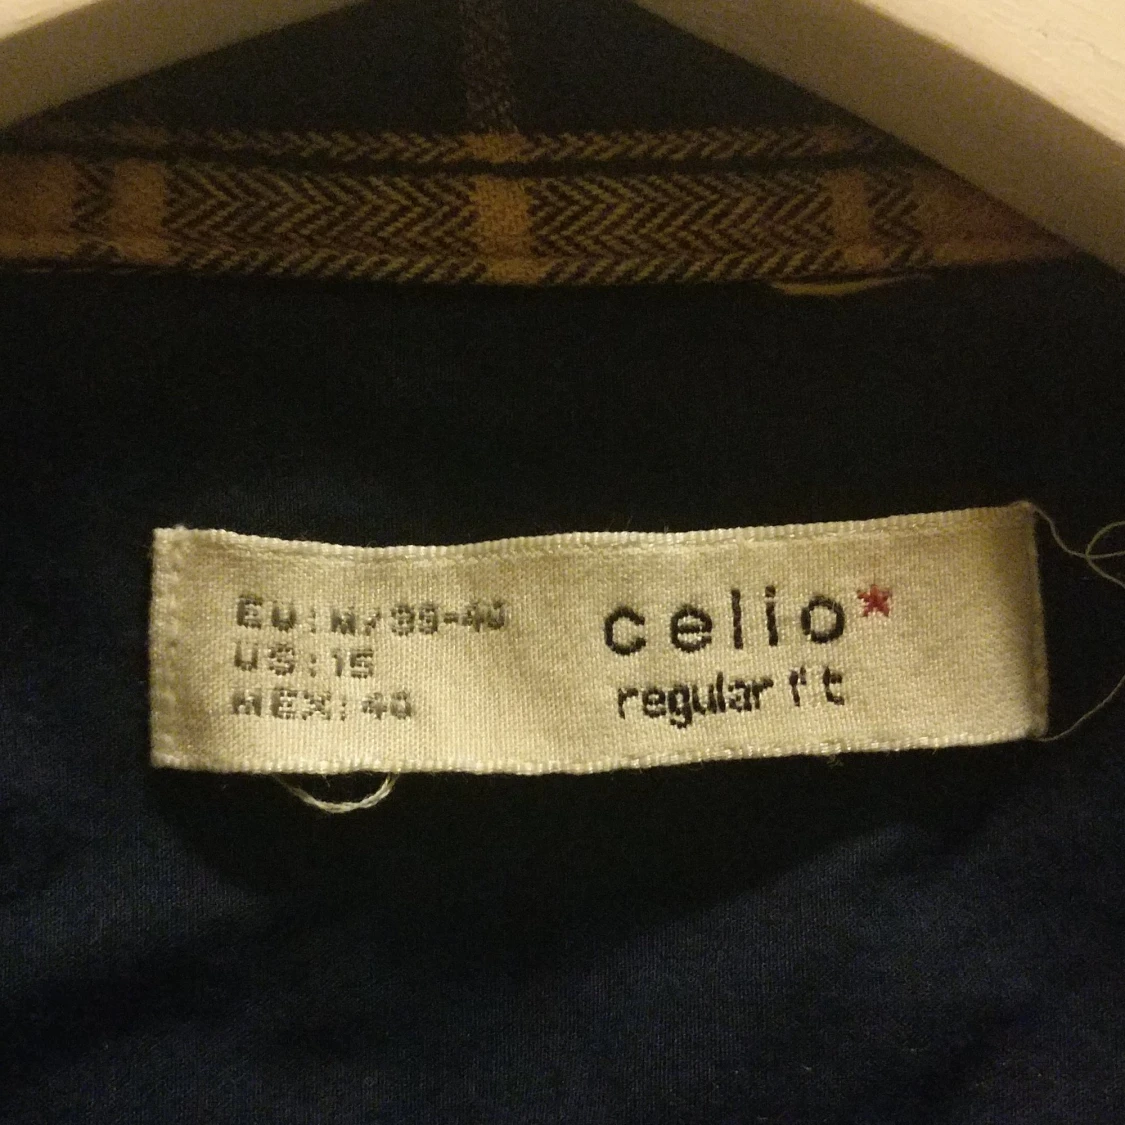 EU:M/39-40
US:15
MEX:40
celio*
regular fit